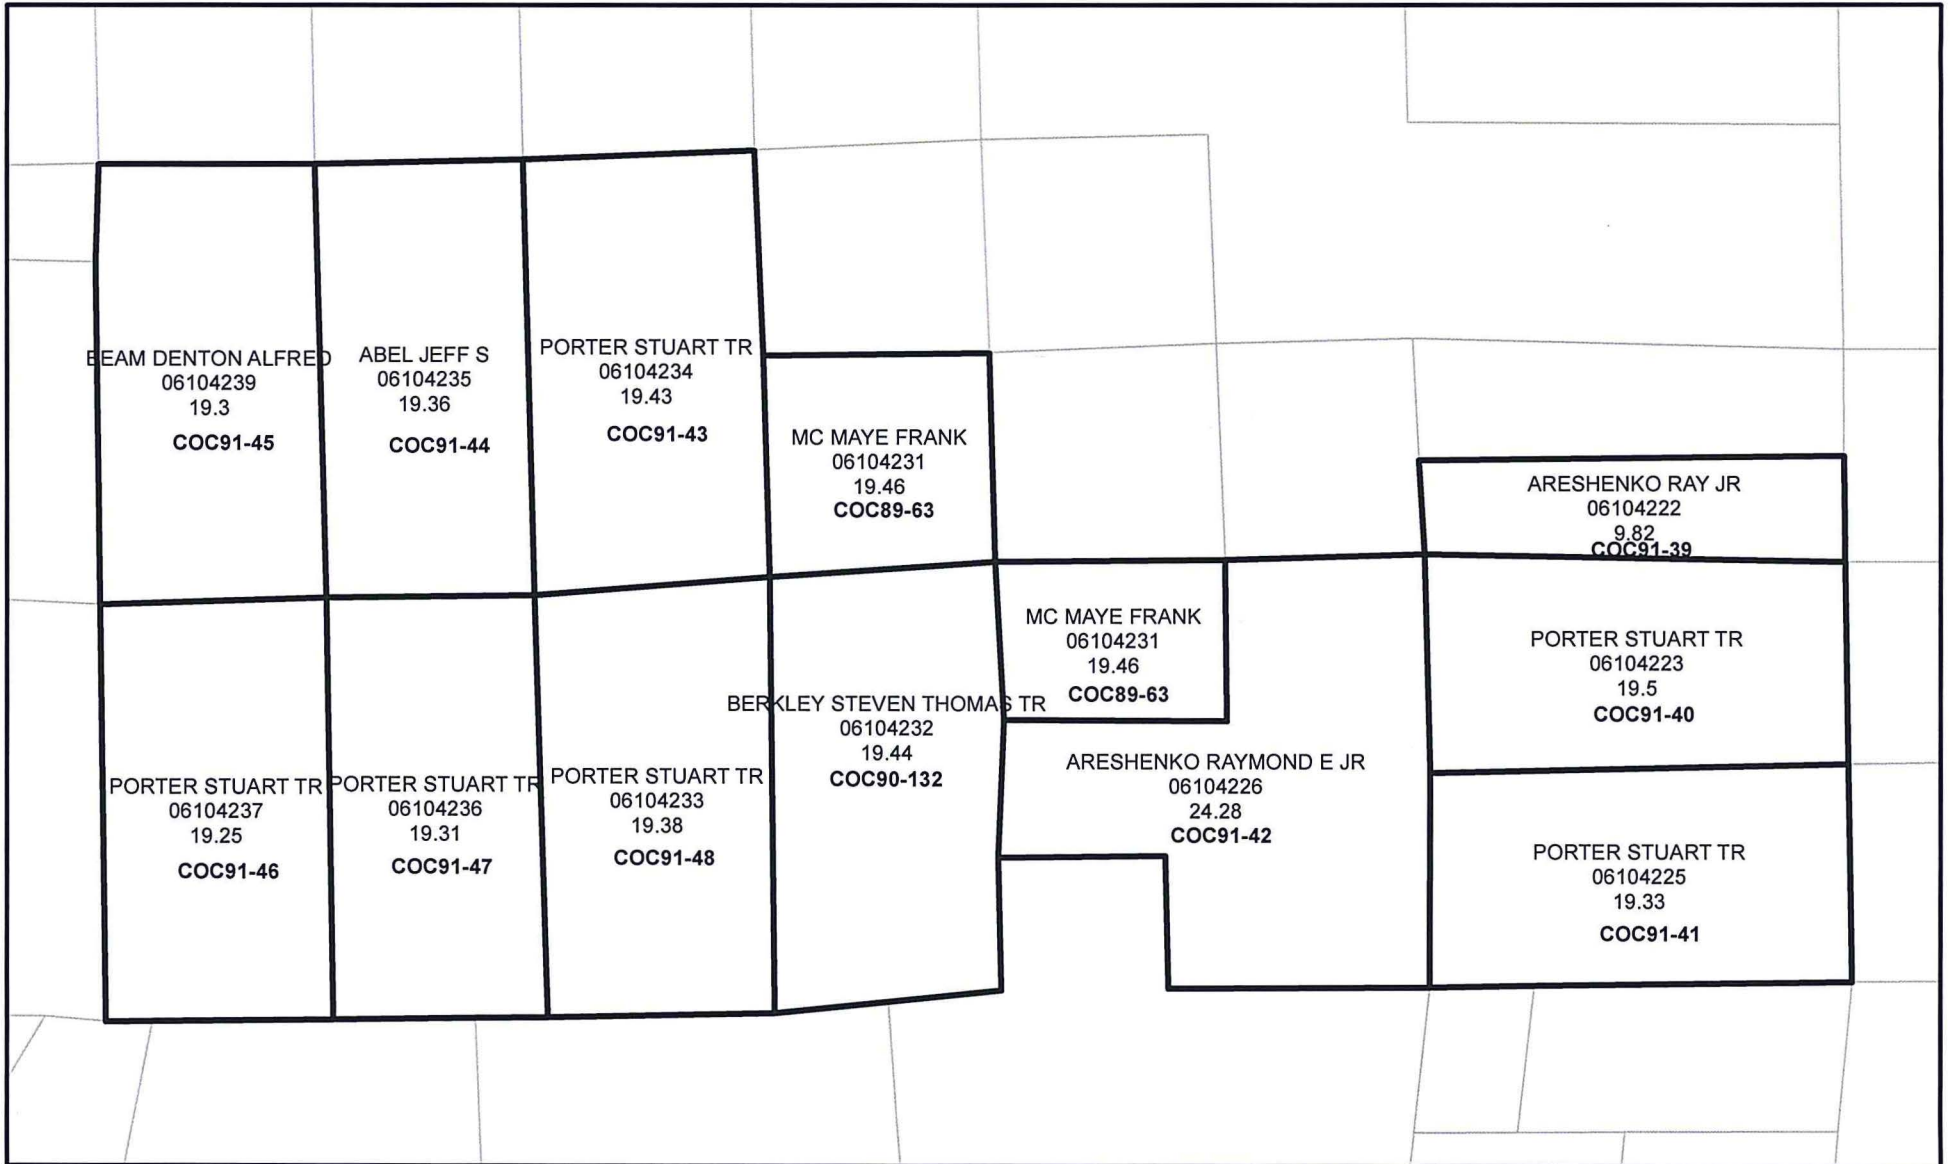 BEAM DENTON ALFRED
06104239
19.3
COC91-45
ABEL JEFF S
06104235
19.36
COC91-44
PORTER STUART TR
06104234
19.43
COC91-43
MC MAYE FRANK
06104231
19.46
COC89-63
ARESHENKO RAY JR
06104222
9.82
COC91-39
PORTER STUART TR
06104237
19.25
COC91-46
PORTER STUART TR
06104236
19.31
COC91-47
PORTER STUART TR
06104233
19.38
COC91-48
BERKLEY STEVEN THOMAS TR
06104232
19.44
COC90-132
MC MAYE FRANK
06104231
19.46
COC89-63
ARESHENKO RAYMOND E JR
06104226
24.28
COC91-42
PORTER STUART TR
06104223
19.5
COC91-40
PORTER STUART TR
06104225
19.33
COC91-41